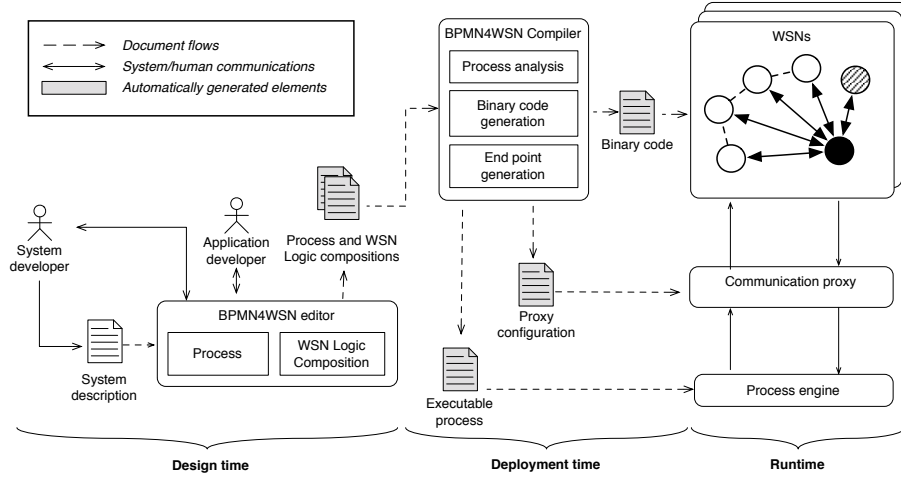 Document flows
System/human communications
Automatically generated elements
System
developer
Application
developer
Process and WSN
Logic compositions
BPMN4WSN editor
Process
WSN Logic
Composition
System
description
Design time
BPMN4WSN Compiler
Process analysis
Binary code
generation
End point
generation
Binary code
Proxy
configuration
Executable
process
Deployment time
WSNs
Communication proxy
Process engine
Runtime